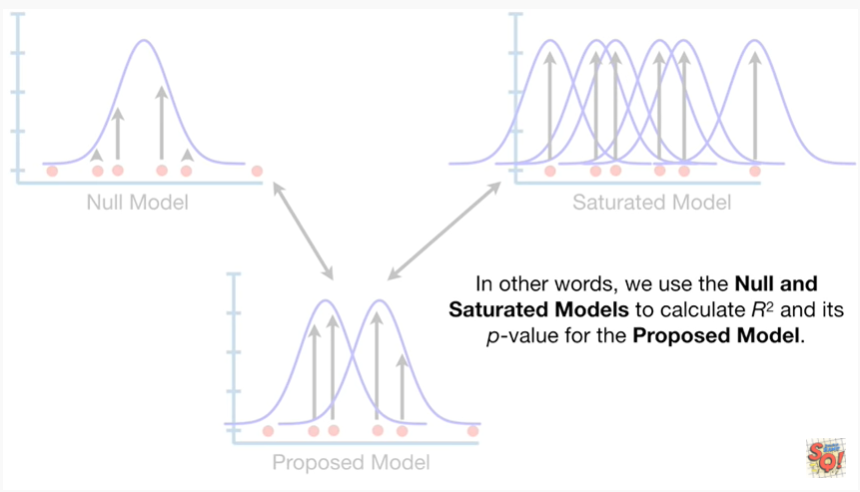 Null Model
Saturated Model
In other words, we use the Null and
Saturated Models to calculate R² and its
p-value for the Proposed Model.
Proposed Model
SQ!